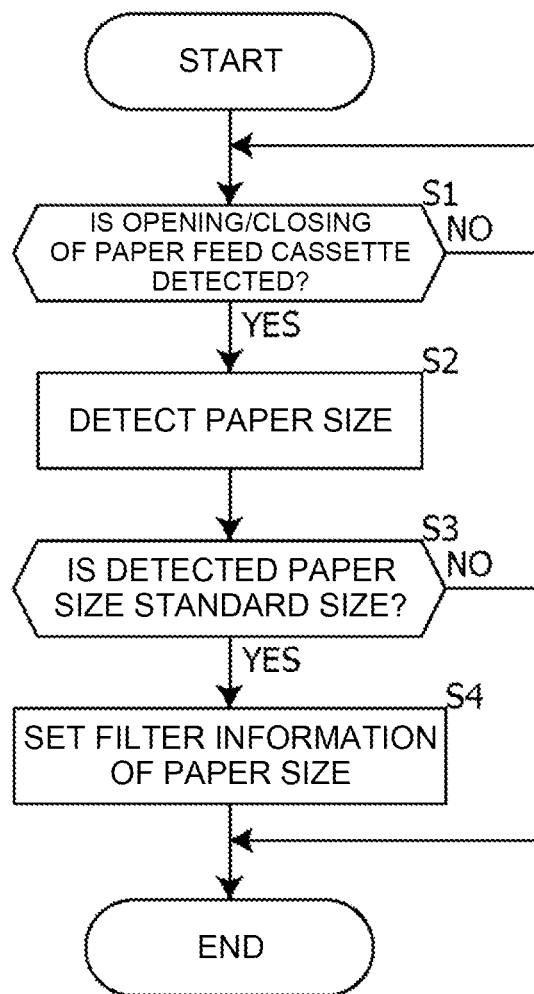 START
S1
IS OPENING/CLOSING
OF PAPER FEED CASSETTE
DETECTED?
NO
YES
S2
DETECT PAPER SIZE
S3
IS DETECTED PAPER
SIZE STANDARD SIZE?
NO
YES
S4
SET FILTER INFORMATION
OF PAPER SIZE
END